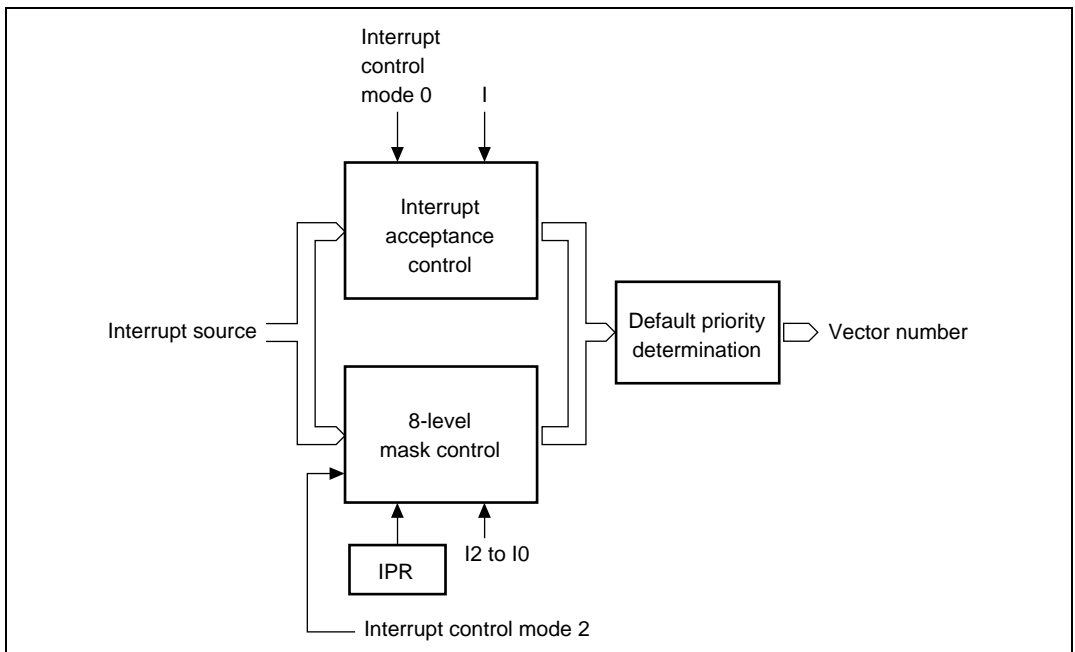 Interrupt
control
mode 0
I
Interrupt
acceptance
control
Interrupt source
Default priority
determination
Vector number
8-level
mask control
I2 to I0
IPR
Interrupt control mode 2